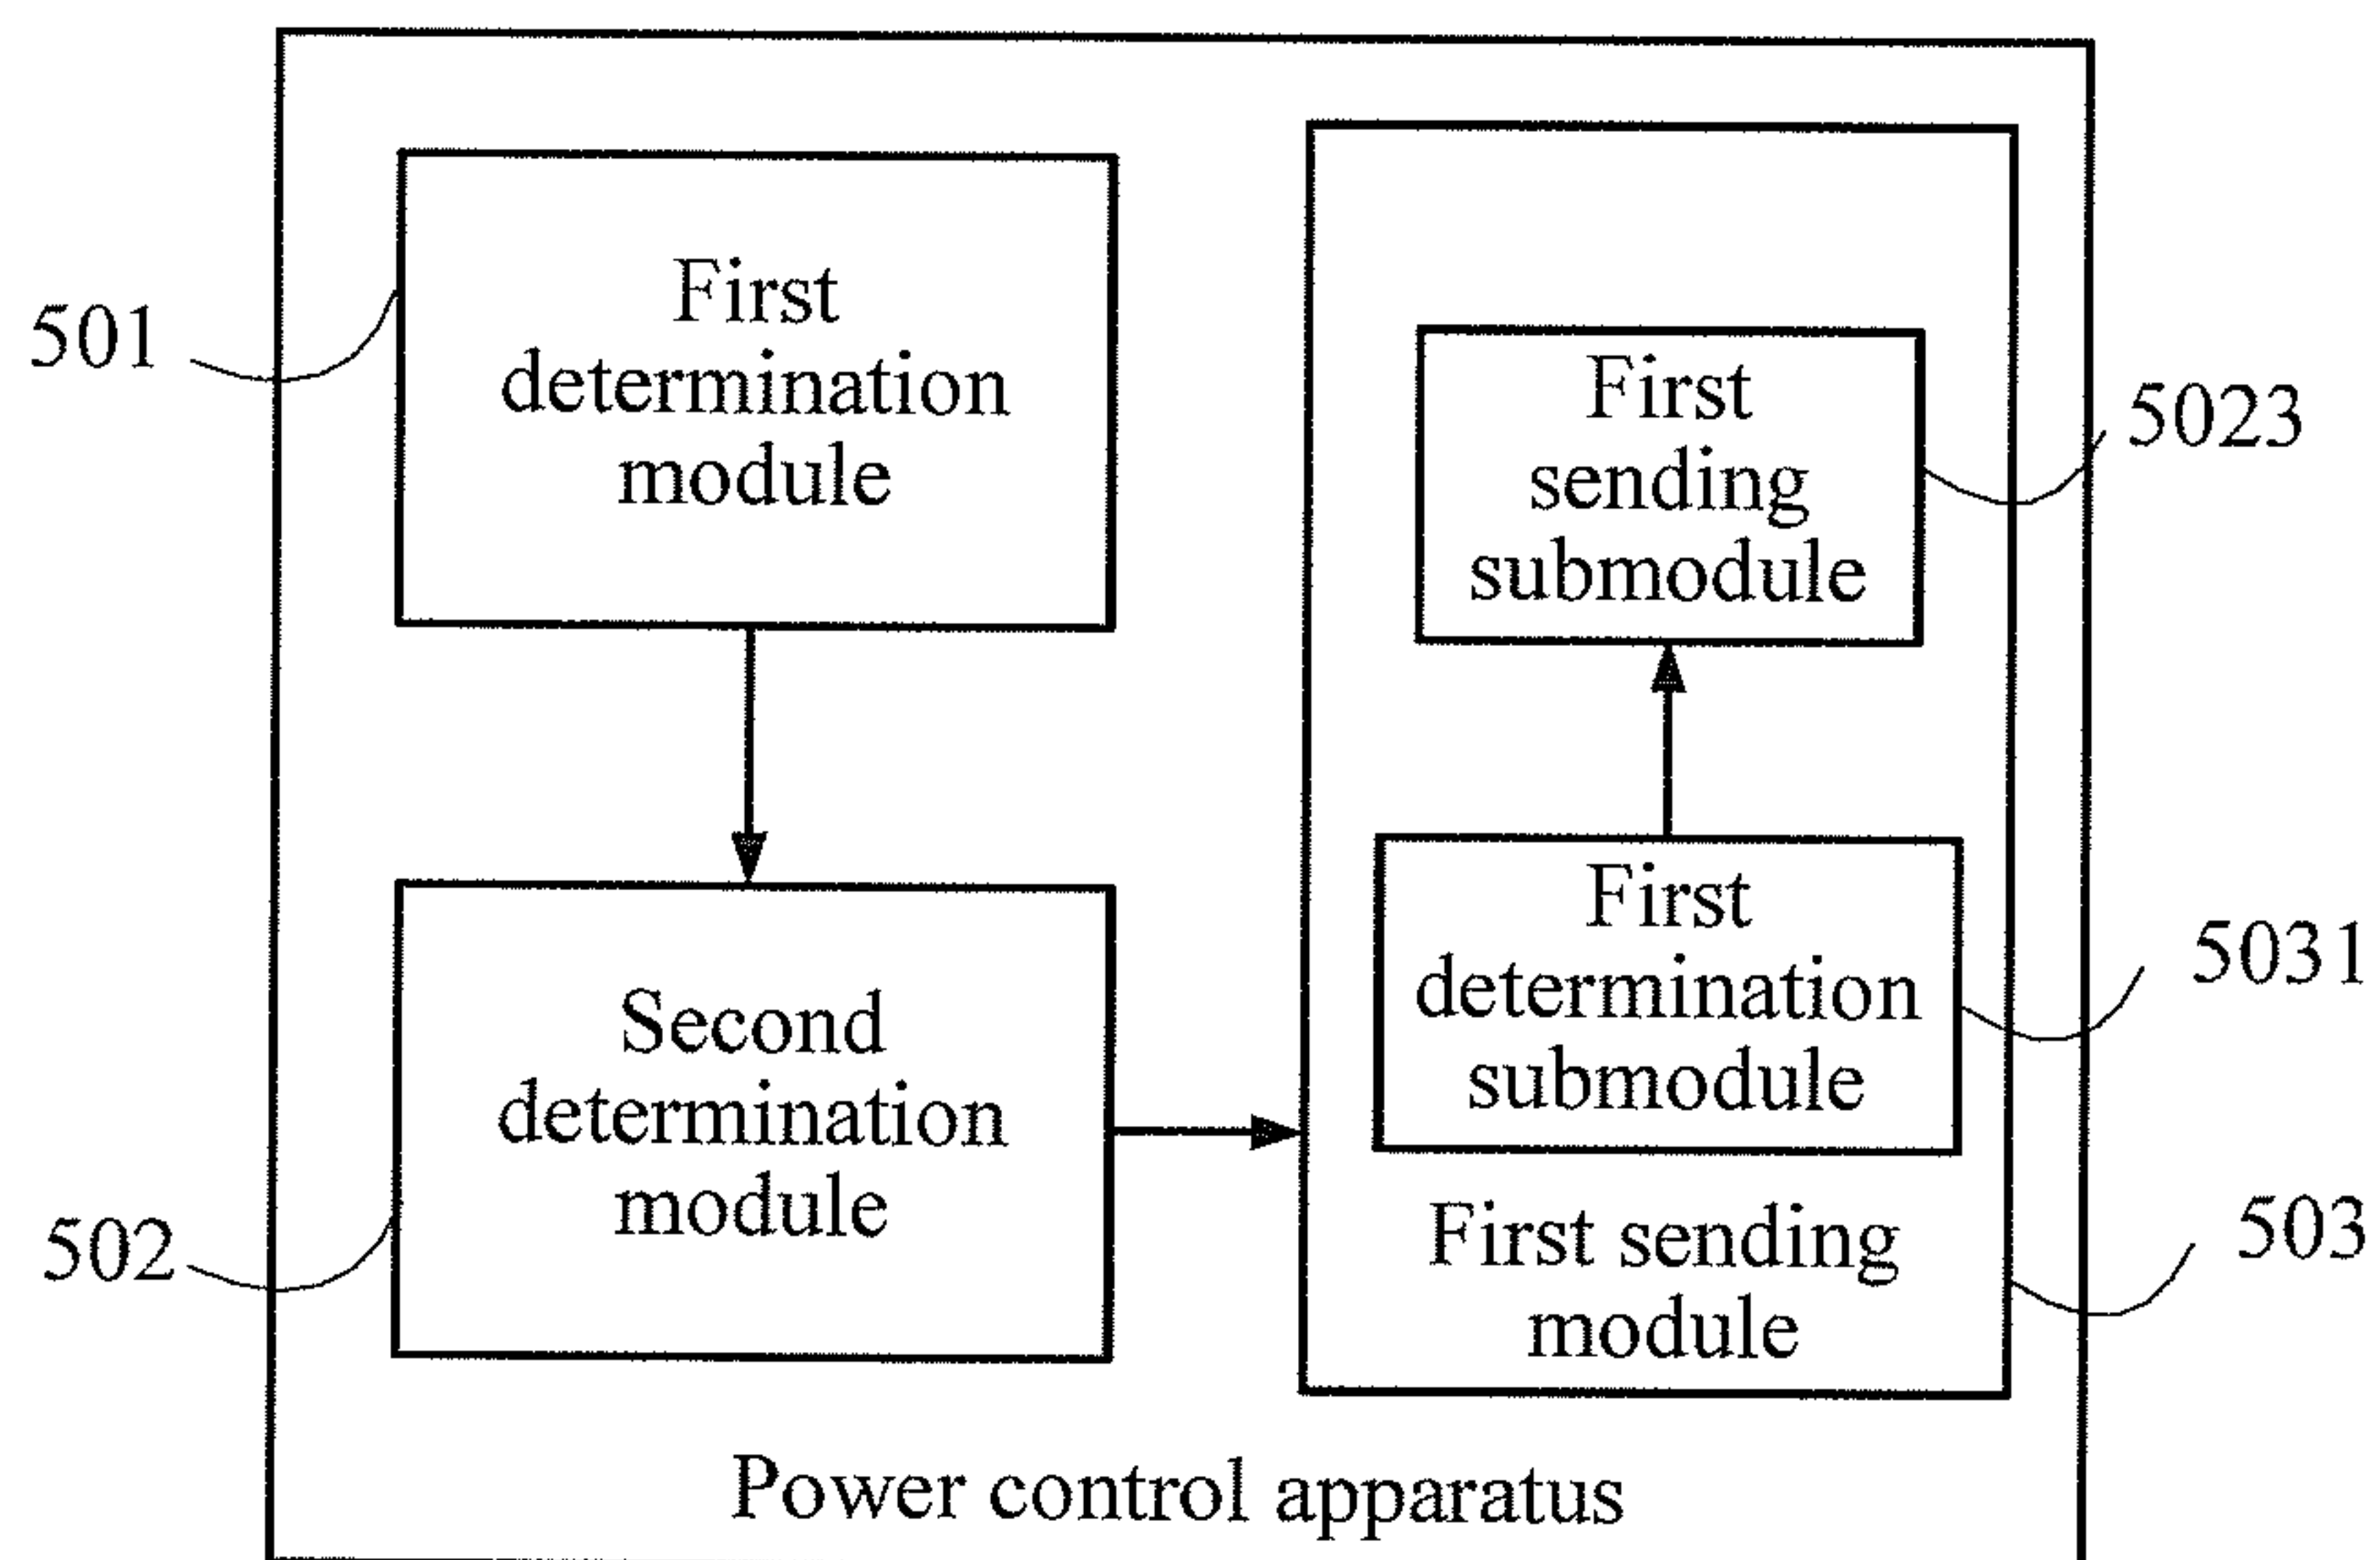 501
First
determination
module
First
sending
submodule
5023
First
determination
submodule
5031
502
Second
determination
module
First sending
module
503
Power control apparatus